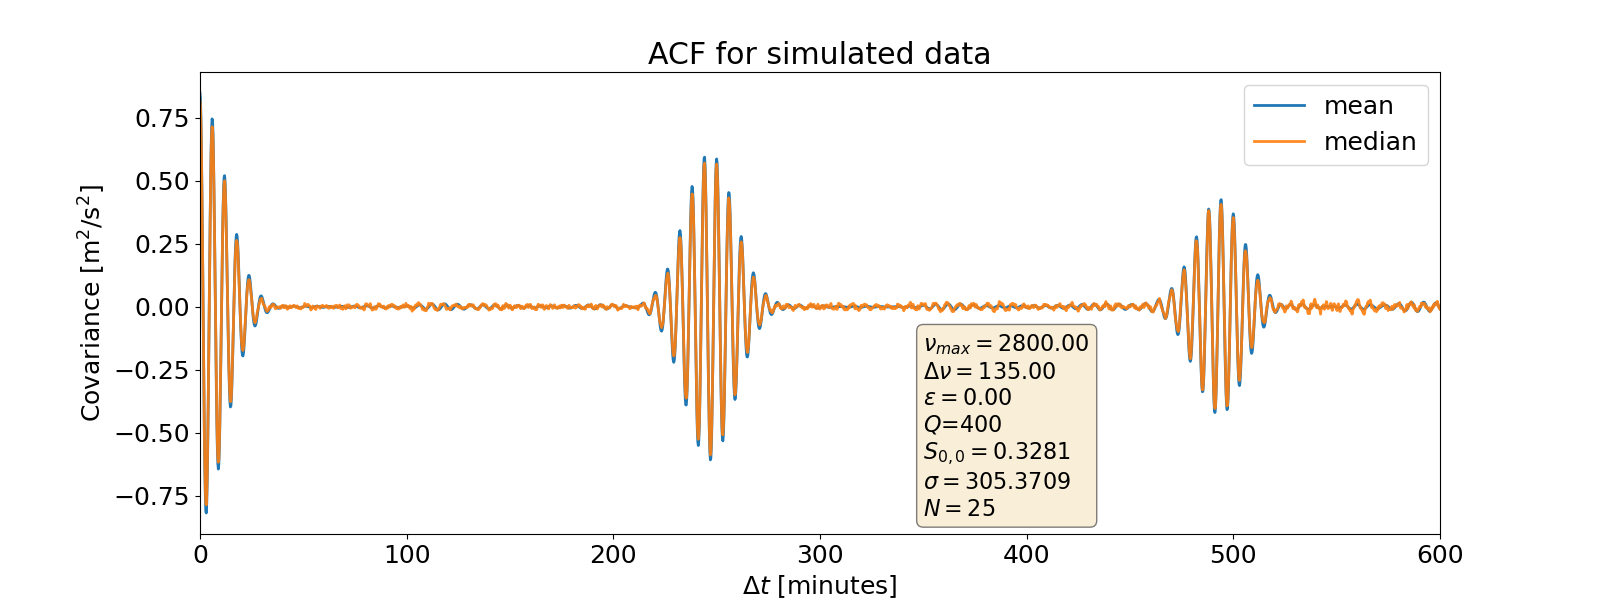 ACF for simulated data
mean
median
0.75
0.50
0.25
0.00
−0.25
−0.50
−0.75
Covariance [m²/s²]
ν_max = 2800.00
Δν = 135.00
ε = 0.00
Q=400
S_0,0 = 0.3281
σ = 305.3709
N = 25
0 100 200 300 400 500 600
Δt [minutes]